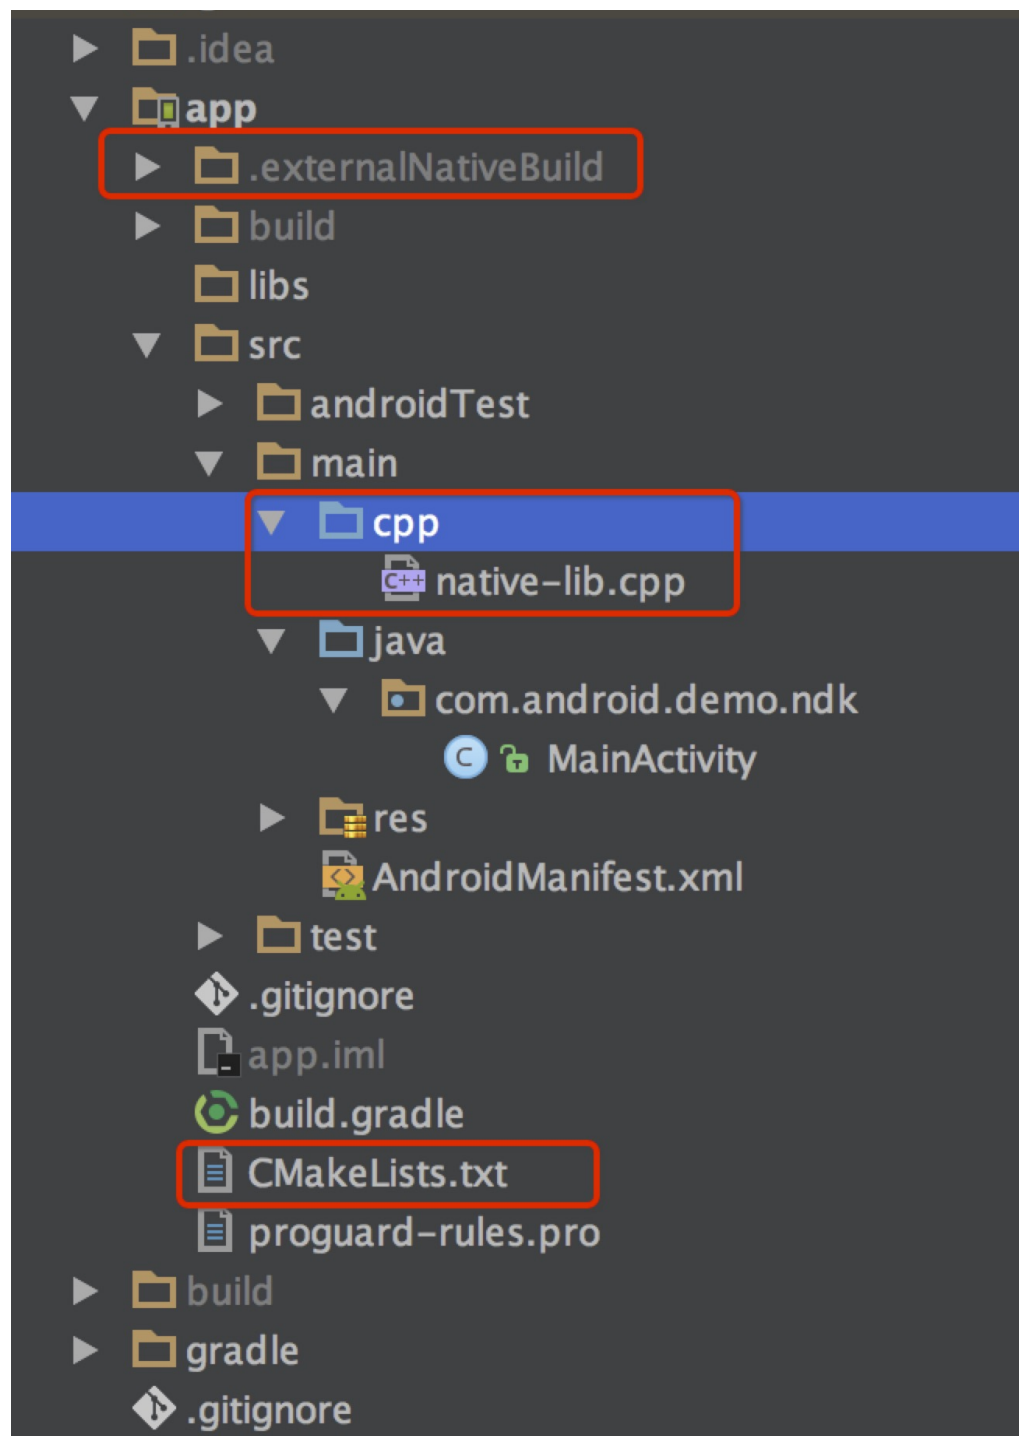 .idea
app
.externalNativeBuild
build
libs
src
androidTest
main
cpp
C++ native-lib.cpp
java
com.android.demo.ndk
C MainActivity
res
AndroidManifest.xml
test
.gitignore
app.iml
build.gradle
CMakeLists.txt
proguard-rules.pro
build
gradle
.gitignore